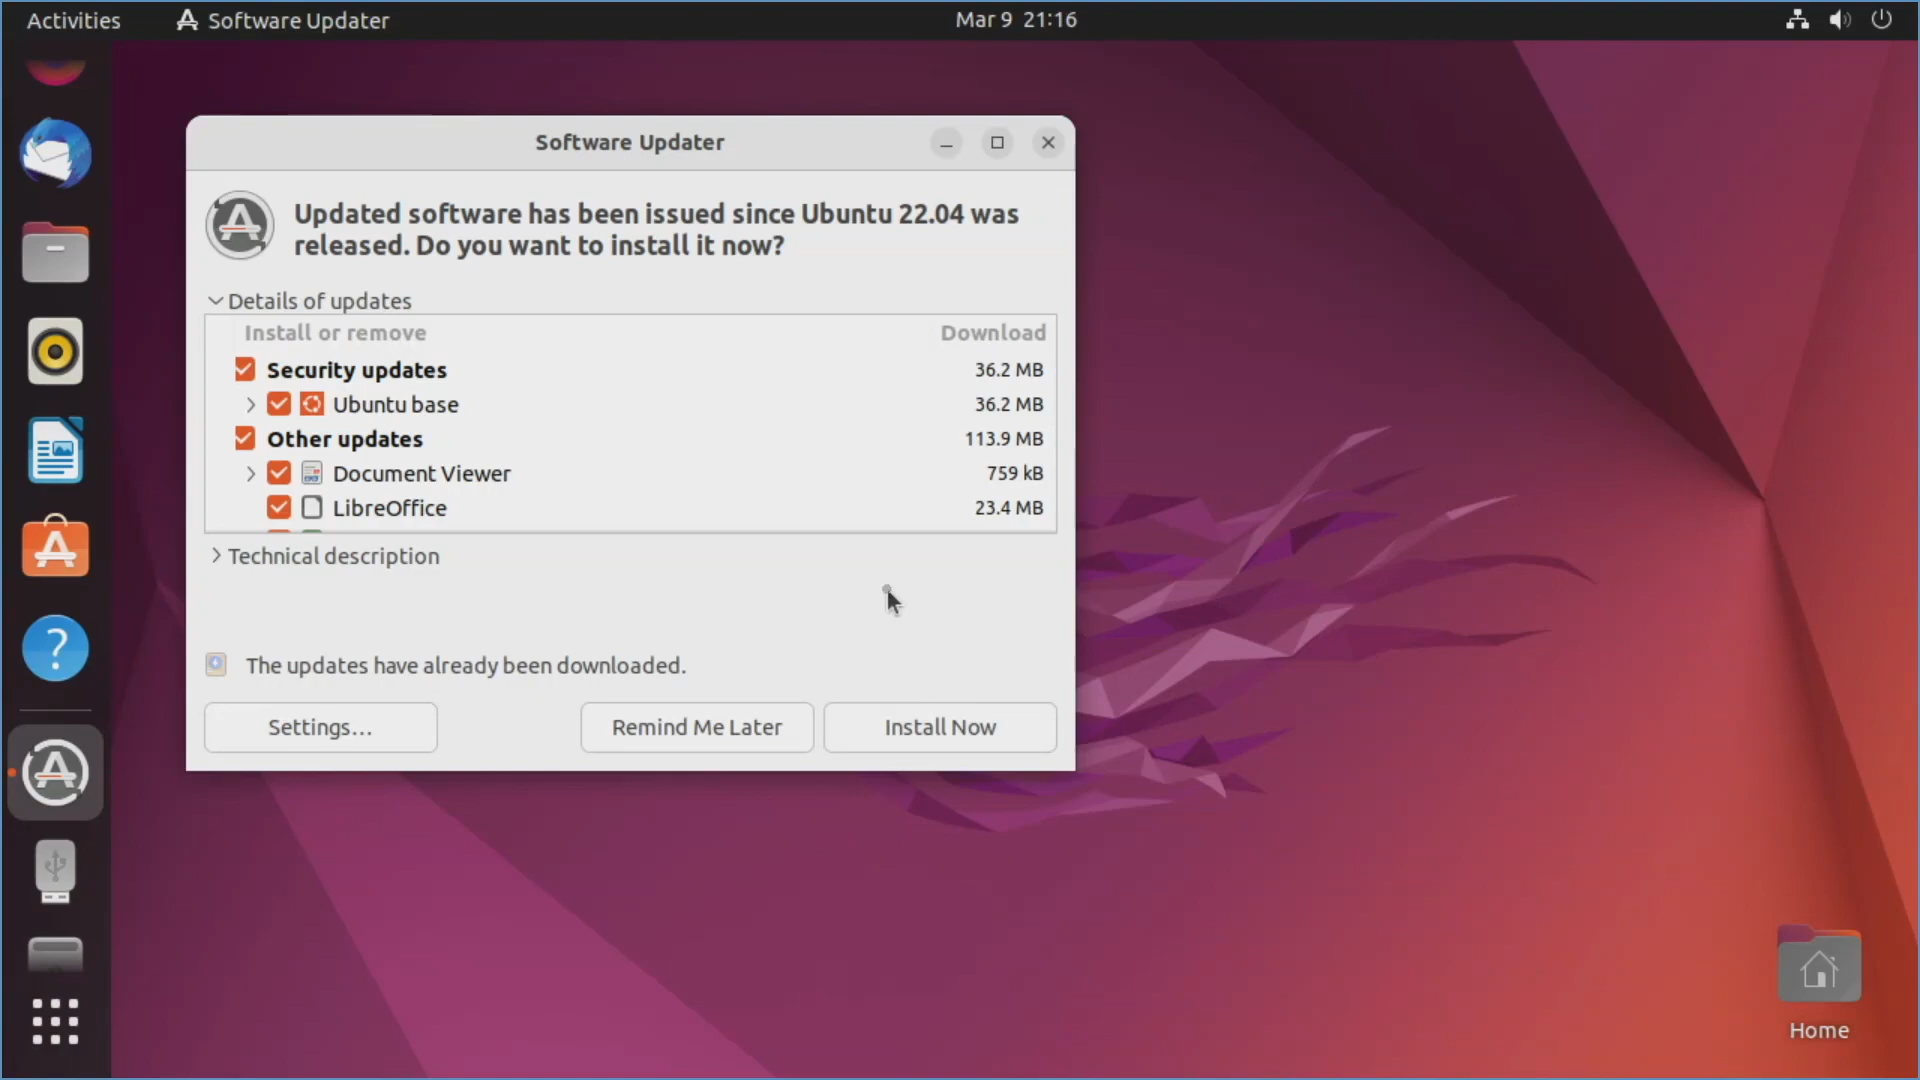 Activities
Software Updater
Mar 9 21:16
Software Updater
Updated software has been issued since Ubuntu 22.04 was
released. Do you want to install it now?
Details of updates
Install or remove Download
Security updates 36.2 MB
Ubuntu base 36.2 MB
Other updates 113.9 MB
Document Viewer 759 kB
LibreOffice 23.4 MB
Technical description
The updates have already been downloaded.
Settings…
Remind Me Later
Install Now
Home